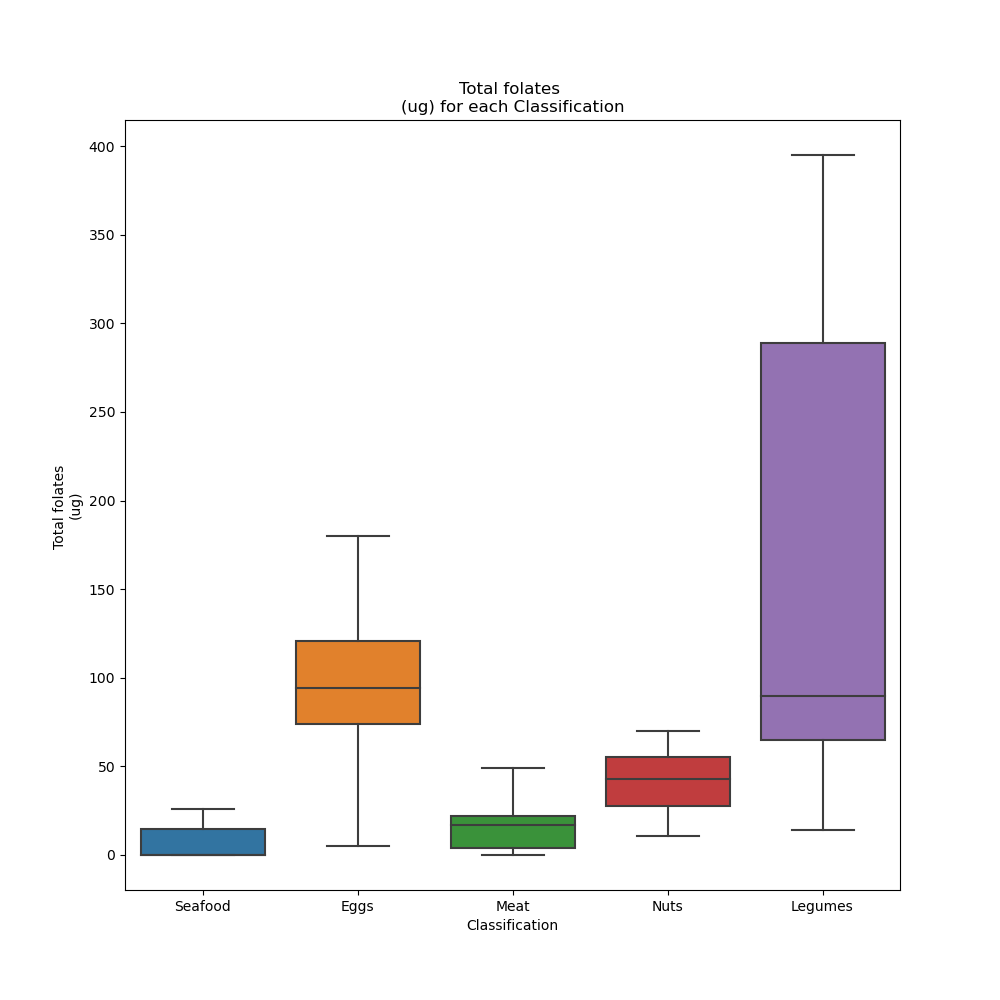 Total folates
(ug) for each Classification
400
350
300
250
200
150
100
50
0
Total folates
(ug)
Seafood Eggs Meat Nuts Legumes
Classification